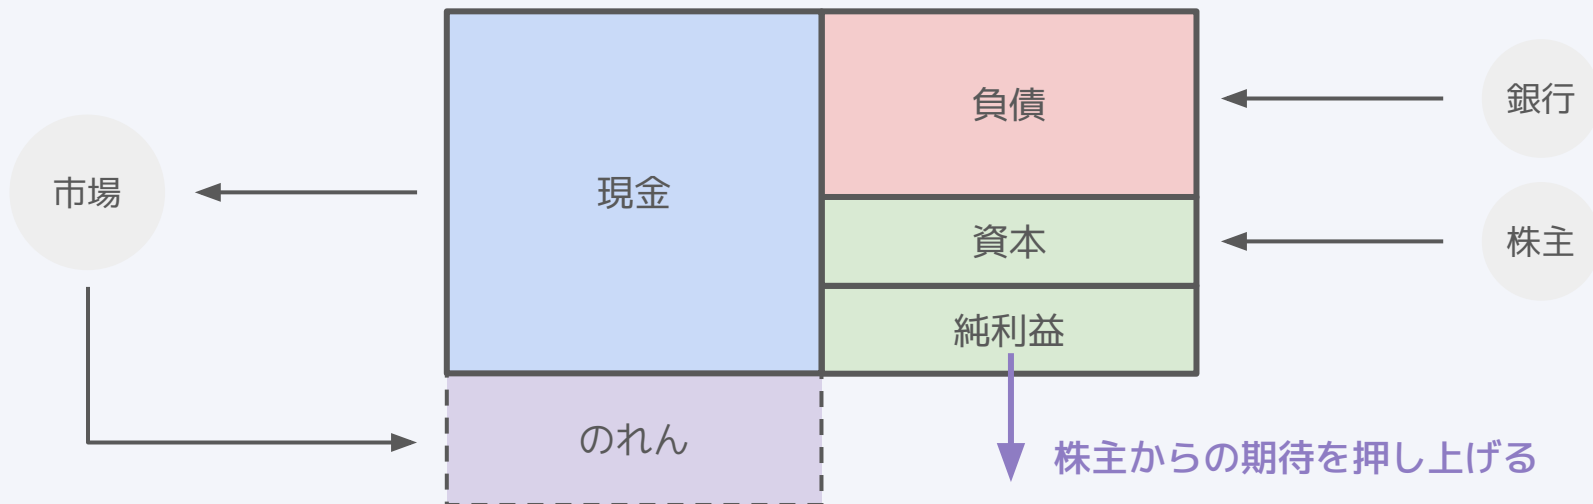 市場
現金
負債
資本
純利益
銀行
株主
のれん
株主からの期待を押し上げる